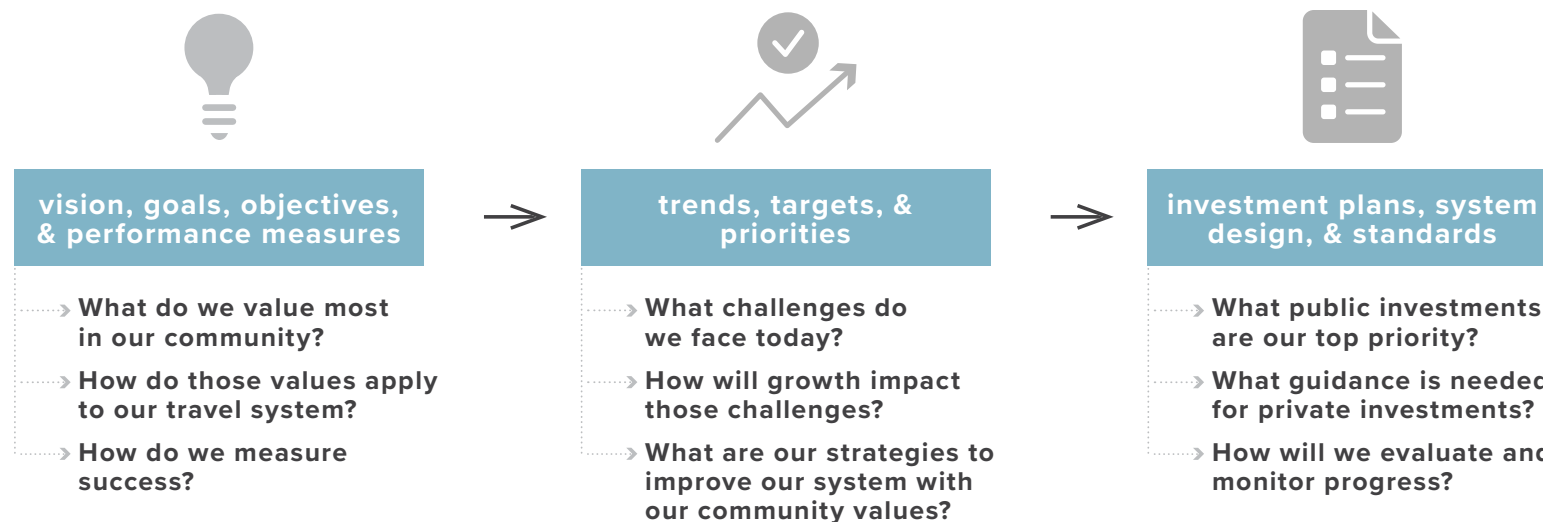 vision, goals, objectives,
& performance measures
What do we value most
in our community?
How do those values apply
to our travel system?
How do we measure
success?
trends, targets, &
priorities
What challenges do
we face today?
How will growth impact
those challenges?
What are our strategies to
improve our system with
our community values?
investment plans, system
design, & standards
What public investments
are our top priority?
What guidance is needed
for private investments?
How will we evaluate and
monitor progress?